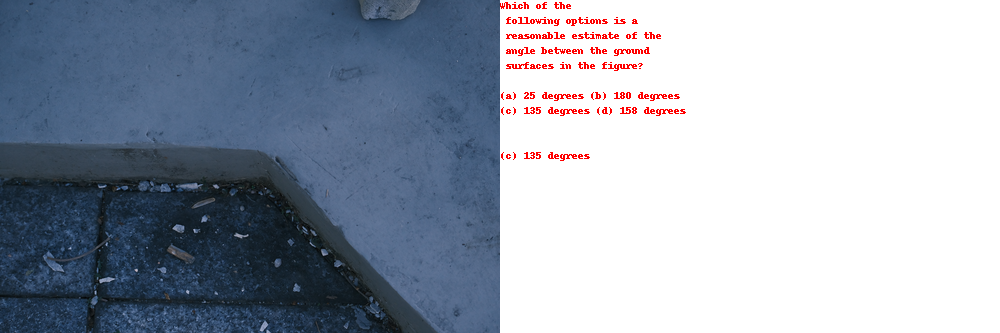 Which of the
following options is a
reasonable estimate of the
angle between the ground
surfaces in the figure?
(a) 25 degrees (b) 180 degrees
(c) 135 degrees (d) 158 degrees
(c) 135 degrees